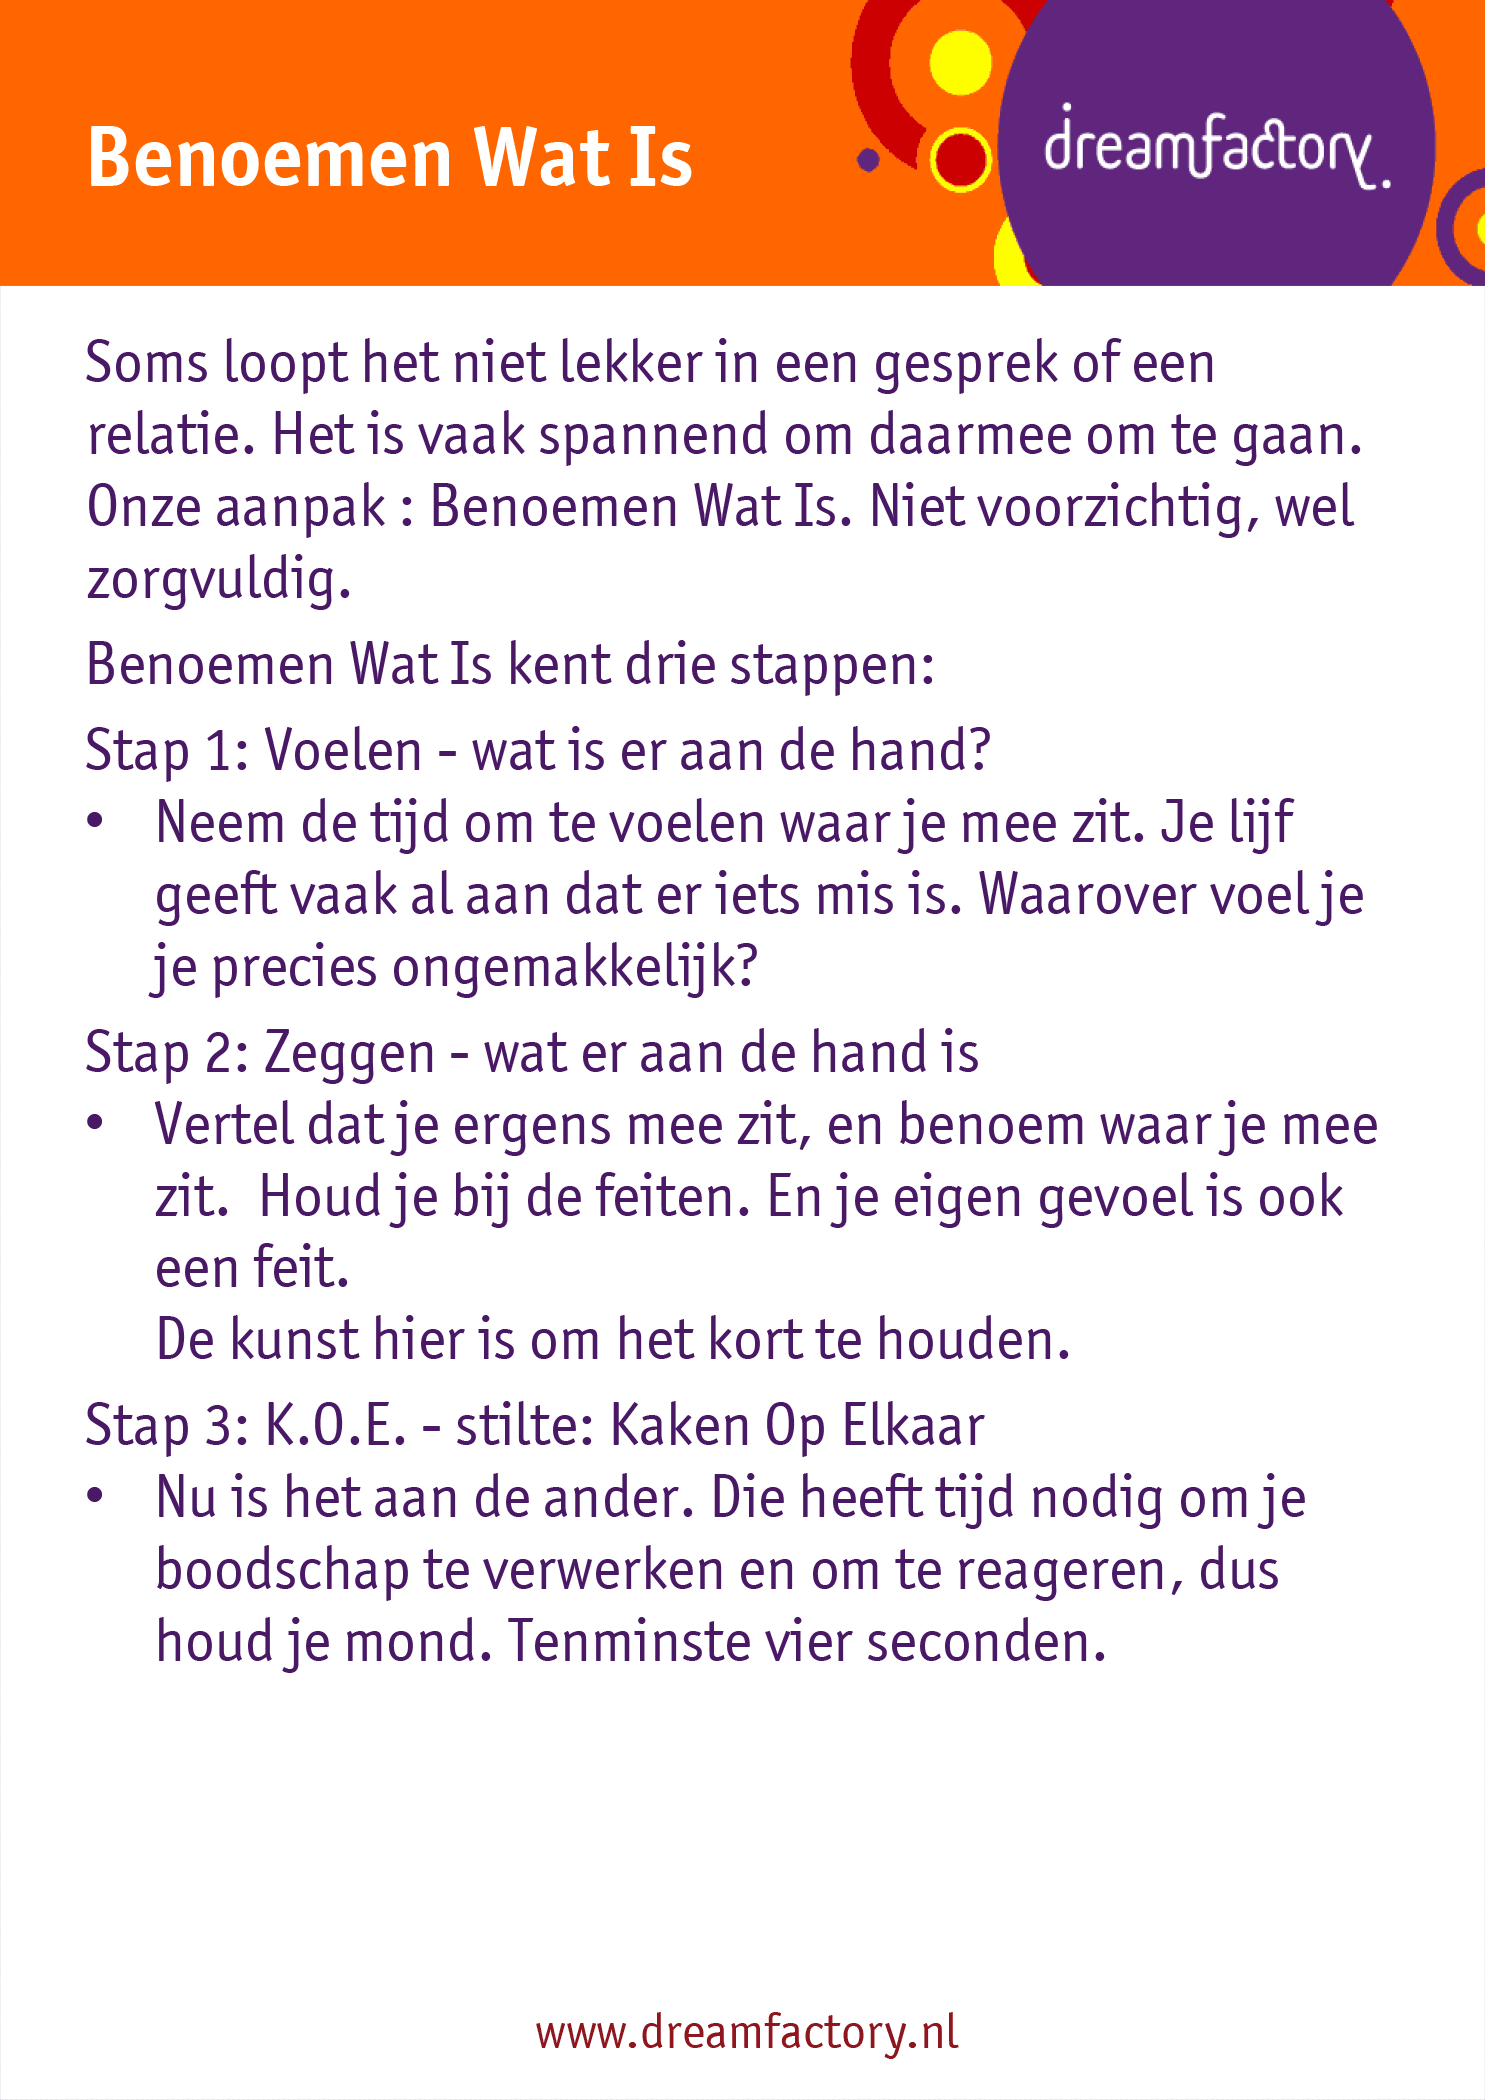 Benoemen Wat Is
dreamfactory.
Soms loopt het niet lekker in een gesprek of een
relatie. Het is vaak spannend om daarmee om te gaan.
Onze aanpak : Benoemen Wat Is. Niet voorzichtig, wel
zorgvuldig.
Benoemen Wat Is kent drie stappen:
Stap 1: Voelen - wat is er aan de hand?
• Neem de tijd om te voelen waar je mee zit. Je lijf
geeft vaak al aan dat er iets mis is. Waarover voel je
je precies ongemakkelijk?
Stap 2: Zeggen - wat er aan de hand is
• Vertel dat je ergens mee zit, en benoem waar je mee
zit.  Houd je bij de feiten. En je eigen gevoel is ook
een feit.
De kunst hier is om het kort te houden.
Stap 3: K.O.E. - stilte: Kaken Op Elkaar
• Nu is het aan de ander. Die heeft tijd nodig om je
boodschap te verwerken en om te reageren, dus
houd je mond. Tenminste vier seconden.
www.dreamfactory.nl